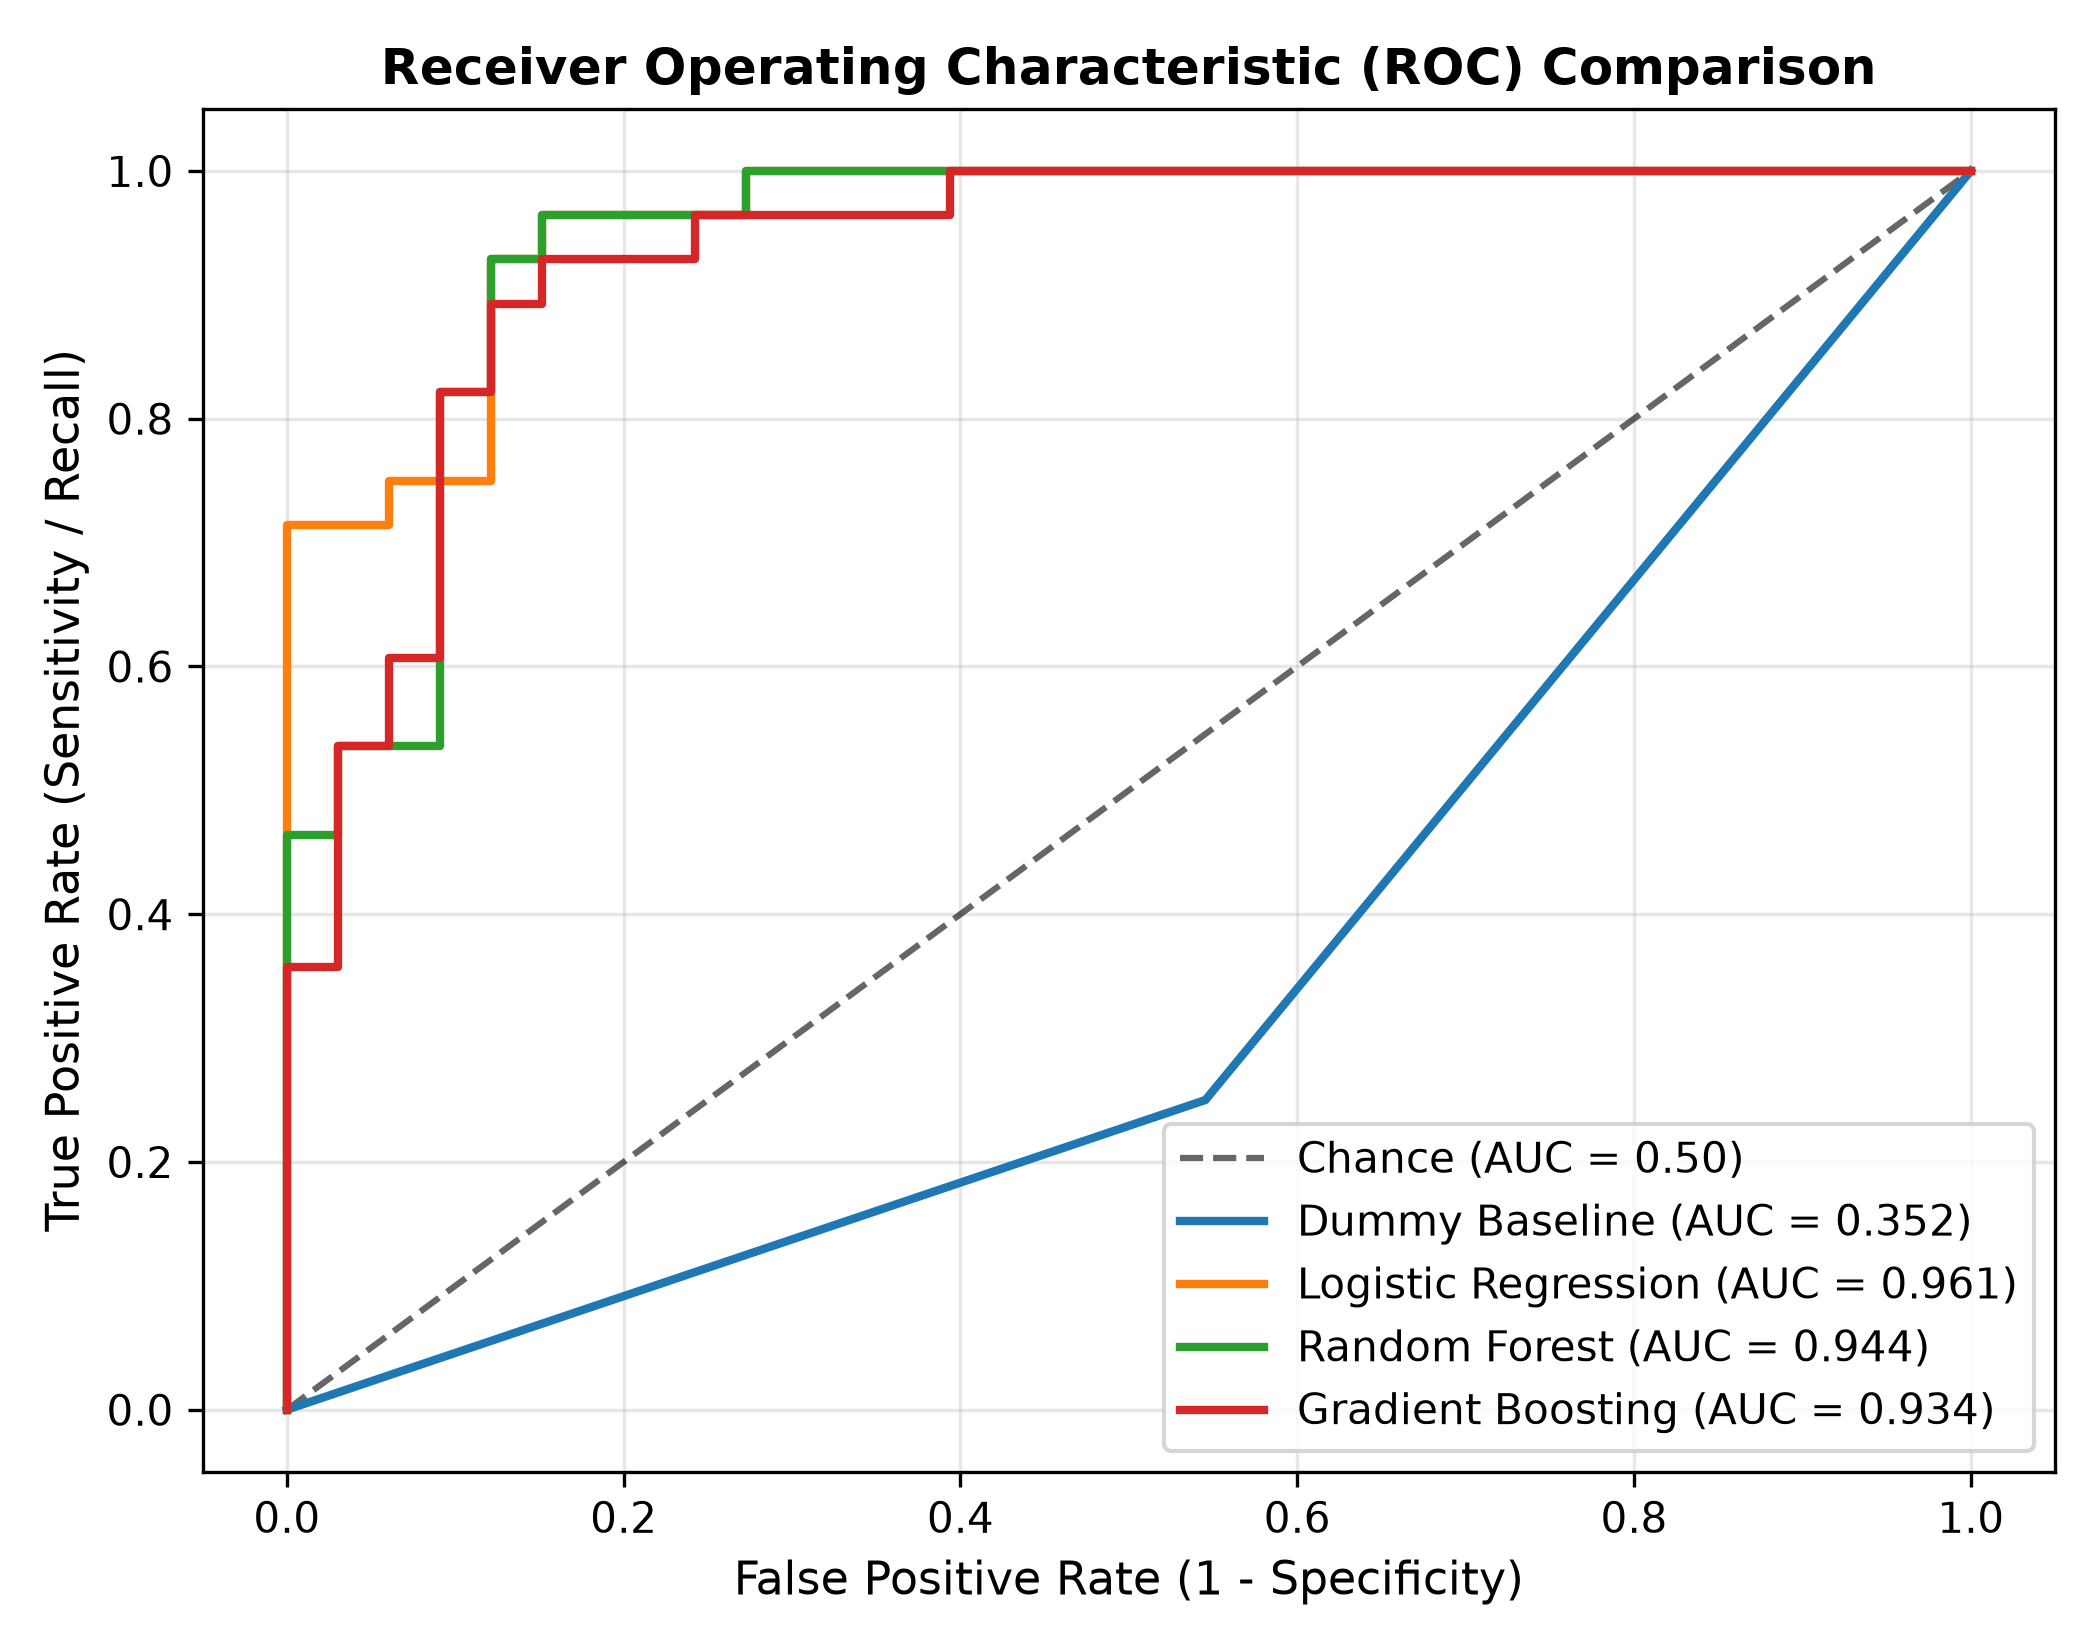 Receiver Operating Characteristic (ROC) Comparison
True Positive Rate (Sensitivity / Recall)
1.0
0.8
0.6
0.4
0.2
0.0
Chance (AUC = 0.50)
Dummy Baseline (AUC = 0.352)
Logistic Regression (AUC = 0.961)
Random Forest (AUC = 0.944)
Gradient Boosting (AUC = 0.934)
0.0 0.2 0.4 0.6 0.8 1.0
False Positive Rate (1 - Specificity)